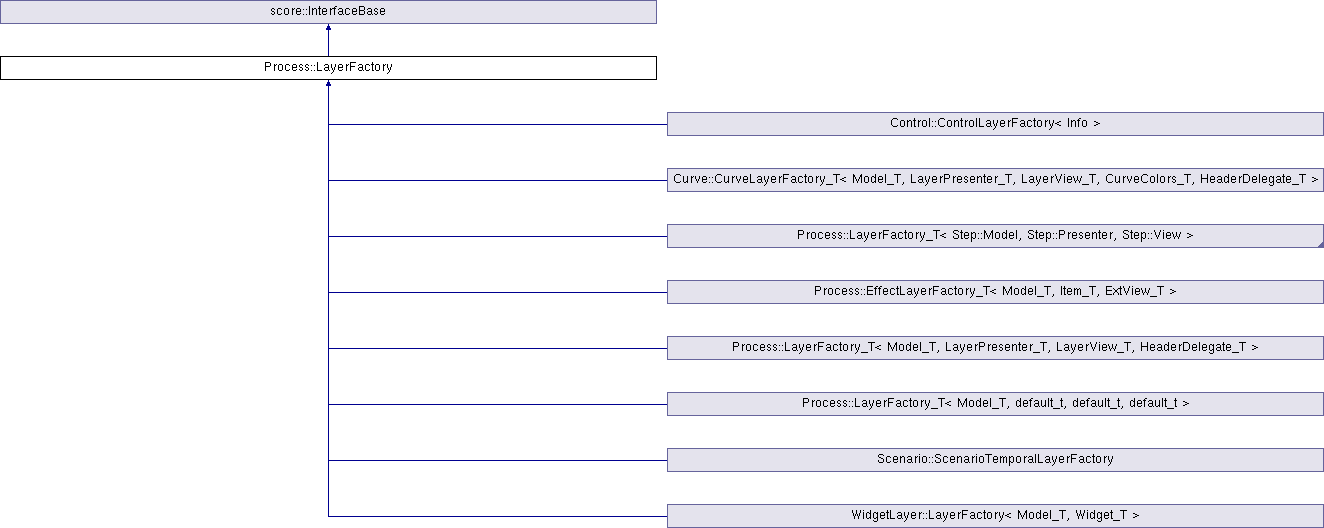 score::InterfaceBase
Process::LayerFactory
Control::ControlLayerFactory< Info >
Curve::CurveLayerFactory_T< Model_T, LayerPresenter_T, LayerView_T, CurveColors_T, HeaderDelegate_T >
Process::LayerFactory_T< Step::Model, Step::Presenter, Step::View >
Process::EffectLayerFactory_T< Model_T, Item_T, ExtView_T >
Process::LayerFactory_T< Model_T, LayerPresenter_T, LayerView_T, HeaderDelegate_T >
Process::LayerFactory_T< Model_T, default_t, default_t, default_t >
Scenario::ScenarioTemporalLayerFactory
WidgetLayer::LayerFactory< Model_T, Widget_T >